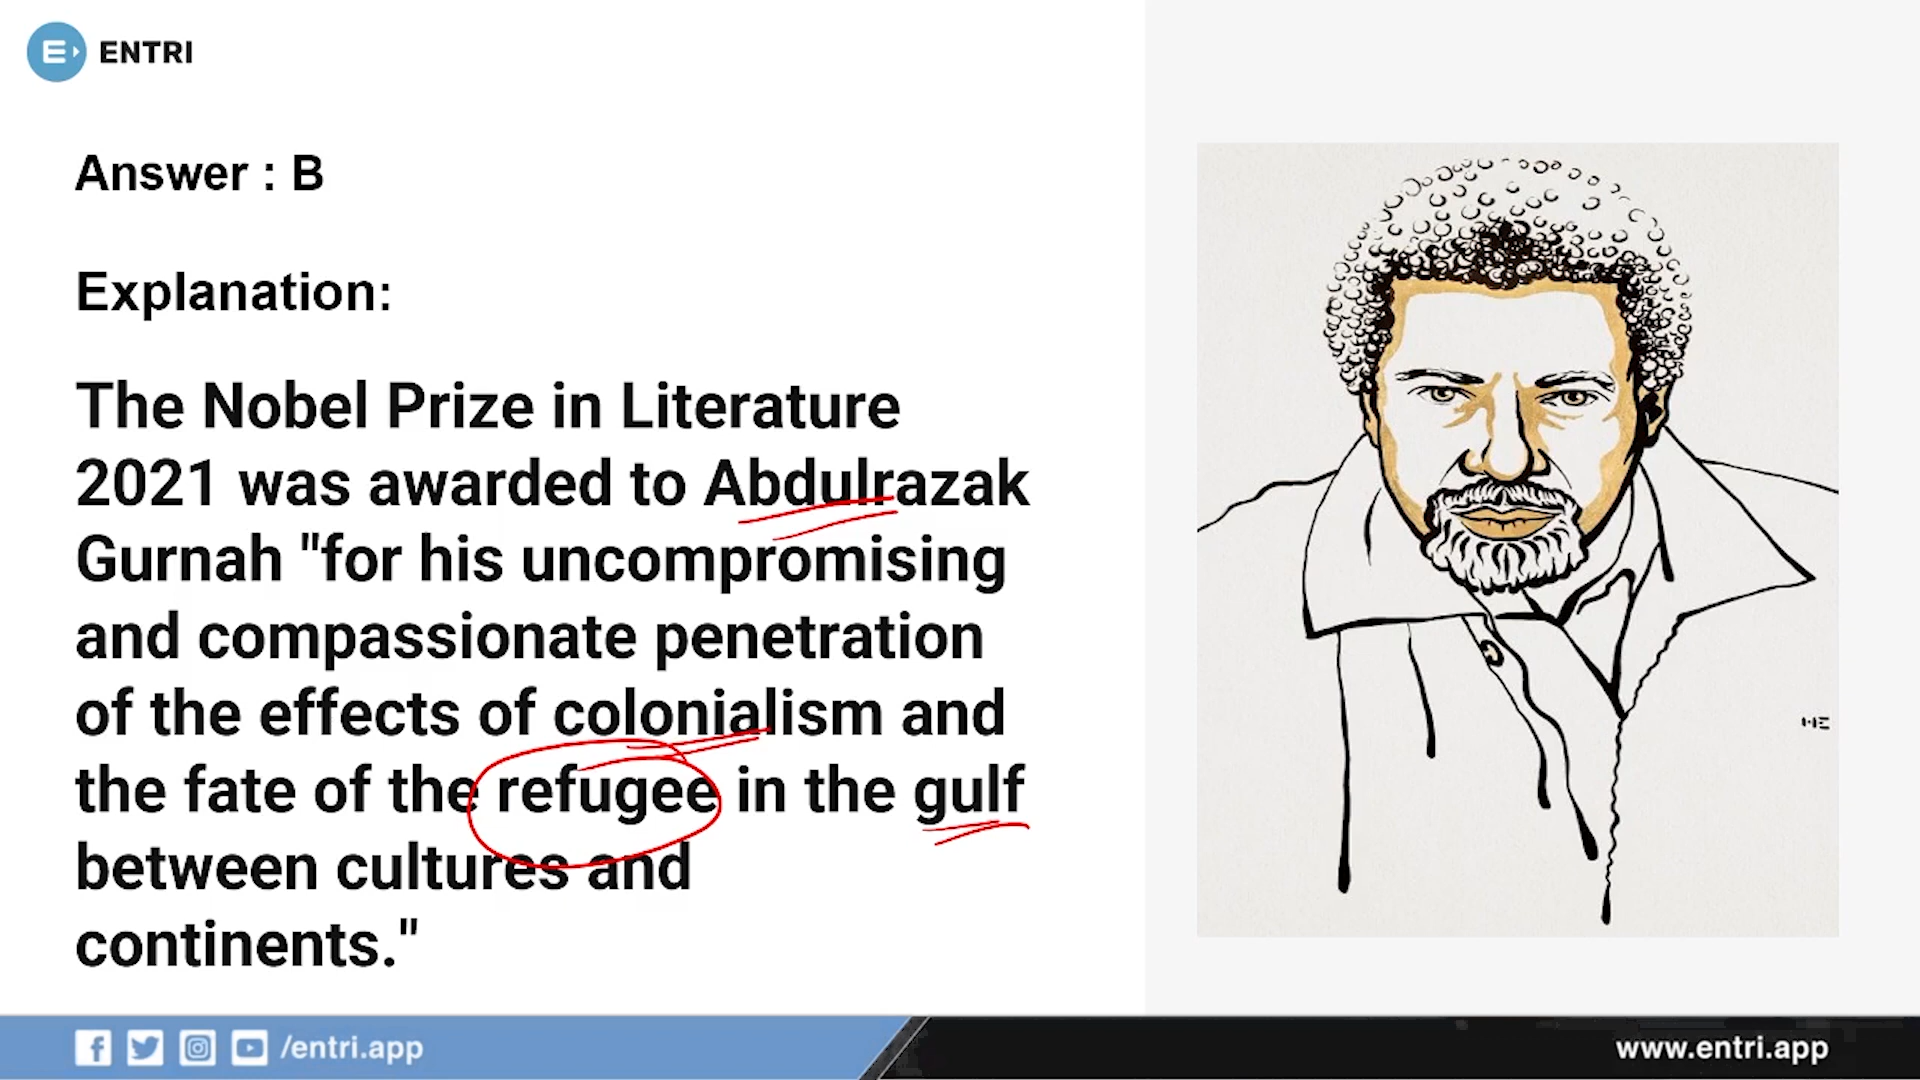 ENTRI
Answer : B
Explanation:
The Nobel Prize in Literature
2021 was awarded to Abdulrazak
Gurnah "for his uncompromising
and compassionate penetration
of the effects of colonialism and
the fate of the refugee in the gulf
between cultures and
continents."
/entri.app
www.entri.app